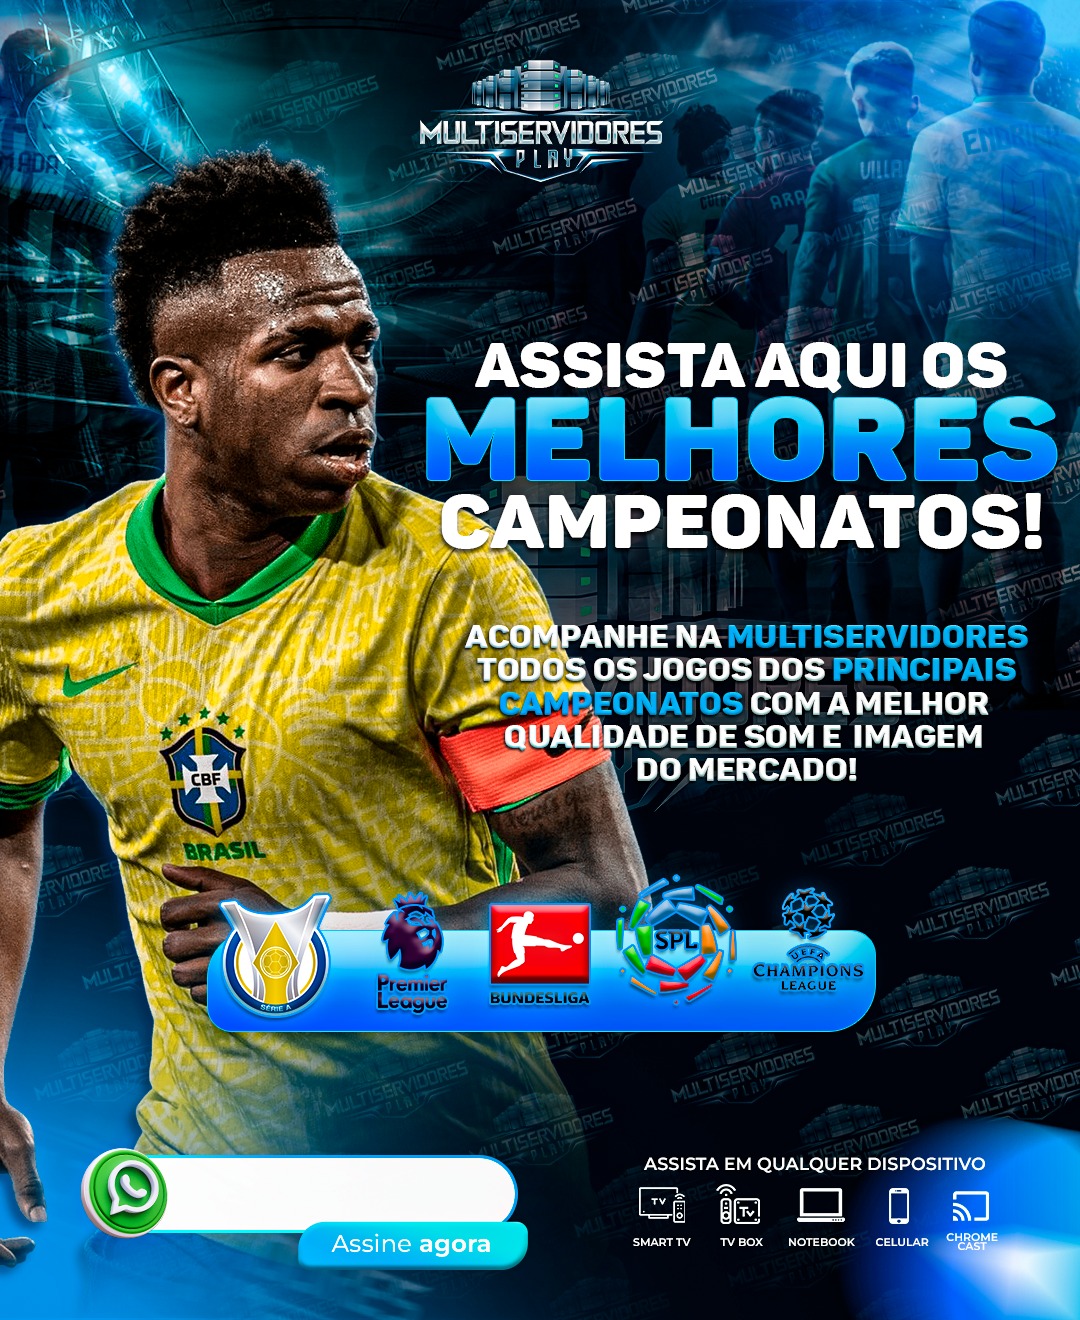 MULTISERVIDORES
PLAY
ASSISTA AQUI OS
MELHORES
CAMPEONATOS!
ACOMPANHE NA MULTISERVIDORES
TODOS OS JOGOS DOS PRINCIPAIS
CAMPEONATOS COM A MELHOR
QUALIDADE DE SOM E IMAGEM
DO MERCADO!
CBF
BRASIL
SÉRIE A
Premier
League
BUNDESLIGA
SPL
UEFA
CHAMPIONS
LEAGUE
Assine agora
ASSISTA EM QUALQUER DISPOSITIVO
TV
TV
SMART TV
TV BOX
NOTEBOOK
CELULAR
CHROME
CAST